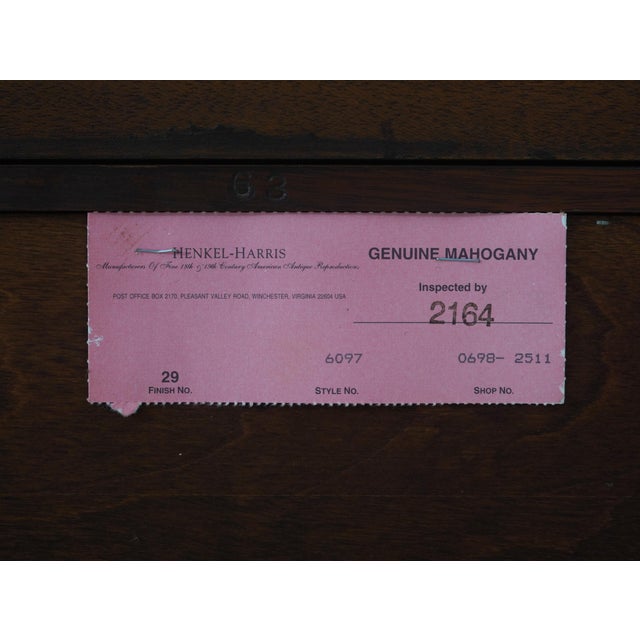 63
HENKEL-HARRIS
Manufacturers Of Fine 18th & 19th Century American Antique Reproductions
POST OFFICE BOX 2170, PLEASANT VALLEY ROAD, WINCHESTER, VIRGINIA 22604 USA
GENUINE MAHOGANY
Inspected by
2164
29 6097 0698- 2511
FINISH NO. STYLE NO. SHOP NO.